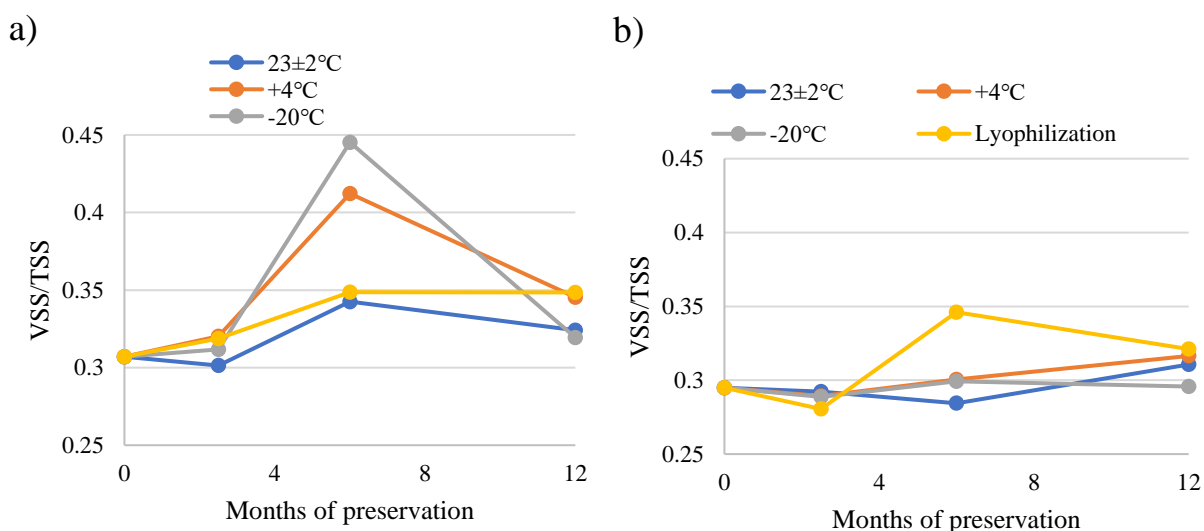 a)
23±2°C
+4°C
-20°C
0.45
0.4
0.35
0.3
0.25
VSS/TSS
0 4 8 12
Months of preservation
b)
23±2°C +4°C
-20°C Lyophilization
0.45
0.4
0.35
0.3
0.25
VSS/TSS
0 4 8 12
Months of preservation